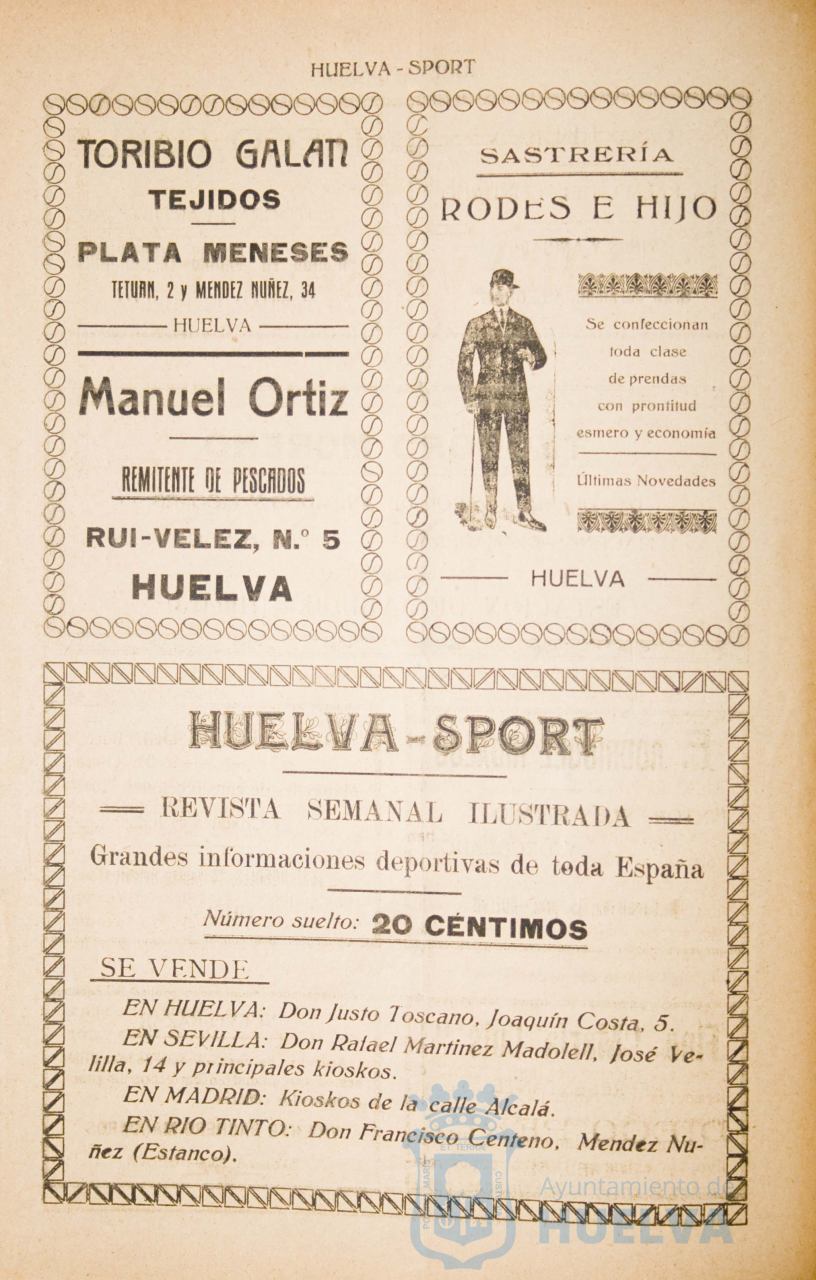 HUELVA - SPORT
TORIBIO GALAN
TEJIDOS
PLATA MENESES
TETUAN, 2 y MENDEZ NUÑEZ, 34
HUELVA
Manuel Ortiz
REMITENTE DE PESCADOS
RUI-VELEZ, N.º 5
HUELVA
SASTRERÍA
RODES E HIJO
Se confeccionan
toda clase
de prendas
con prontitud
esmero y economía
Últimas Novedades
HUELVA
HUELVA-SPORT
REVISTA SEMANAL ILUSTRADA
Grandes informaciones deportivas de toda España
Número suelto: 20 CÉNTIMOS
SE VENDE
EN HUELVA: Don Justo Toscano, Joaquín Costa, 5.
EN SEVILLA: Don Rafael Martinez Madolell, José Ve-
lilla, 14 y principales kioskos.
EN MADRID: Kioskos de la calle Alcalá.
EN RIO TINTO: Don Francisco Centeno, Mendez Nu-
ñez (Estanco).
Ayuntamiento de
HUELVA